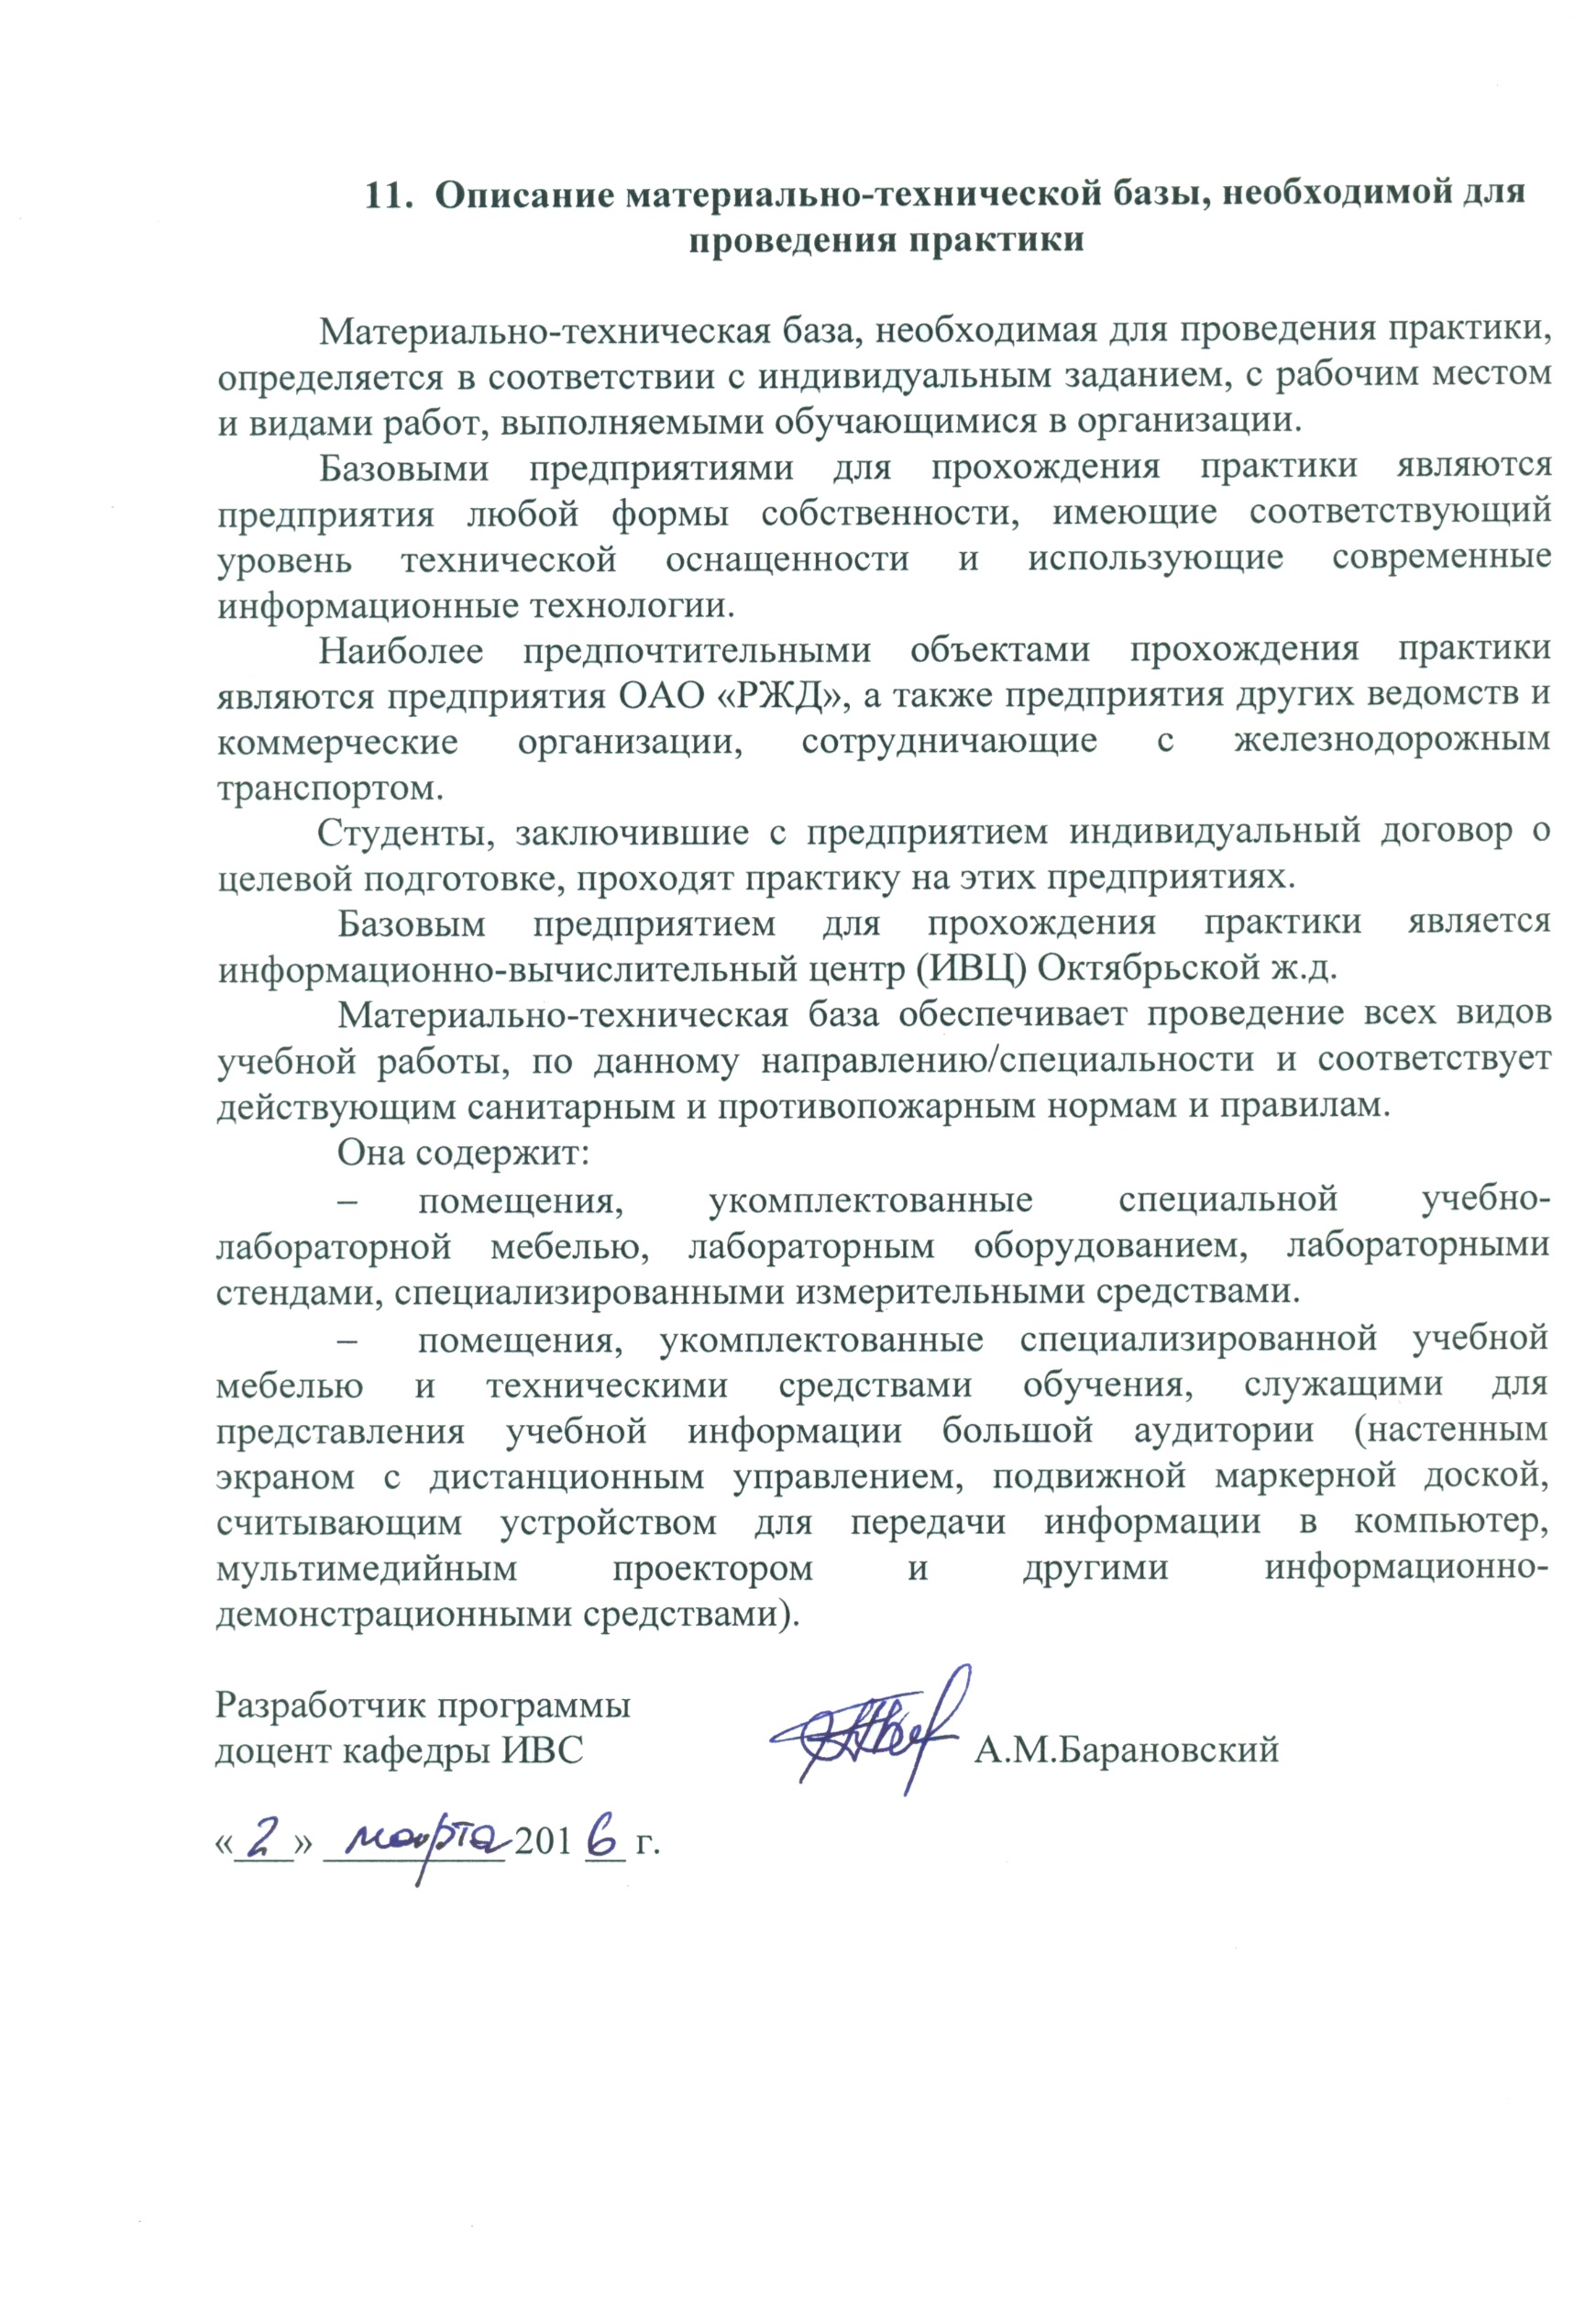 11. Описание материально-технической базы, необходимой для
проведения практики
Материально-техническая база, необходимая для проведения практики,
определяется в соответствии с индивидуальным заданием, с рабочим местом
и видами работ, выполняемыми обучающимися в организации.
Базовыми предприятиями для прохождения практики являются
предприятия любой формы собственности, имеющие соответствующий
уровень технической оснащенности и использующие современные
информационные технологии.
Наиболее предпочтительными объектами прохождения практики
являются предприятия ОАО «РЖД», а также предприятия других ведомств и
коммерческие организации, сотрудничающие с железнодорожным
транспортом.
Студенты, заключившие с предприятием индивидуальный договор о
целевой подготовке, проходят практику на этих предприятиях.
Базовым предприятием для прохождения практики является
информационно-вычислительный центр (ИВЦ) Октябрьской ж.д.
Материально-техническая база обеспечивает проведение всех видов
учебной работы, по данному направлению/специальности и соответствует
действующим санитарным и противопожарным нормам и правилам.
Она содержит:
– помещения, укомплектованные специальной учебно-
лабораторной мебелью, лабораторным оборудованием, лабораторными
стендами, специализированными измерительными средствами.
– помещения, укомплектованные специализированной учебной
мебелью и техническими средствами обучения, служащими для
представления учебной информации большой аудитории (настенным
экраном с дистанционным управлением, подвижной маркерной доской,
считывающим устройством для передачи информации в компьютер,
мультимедийным проектором и другими информационно-
демонстрационными средствами).
Разработчик программы
доцент кафедры ИВС А.М.Барановский
«2» марта 2016 г.